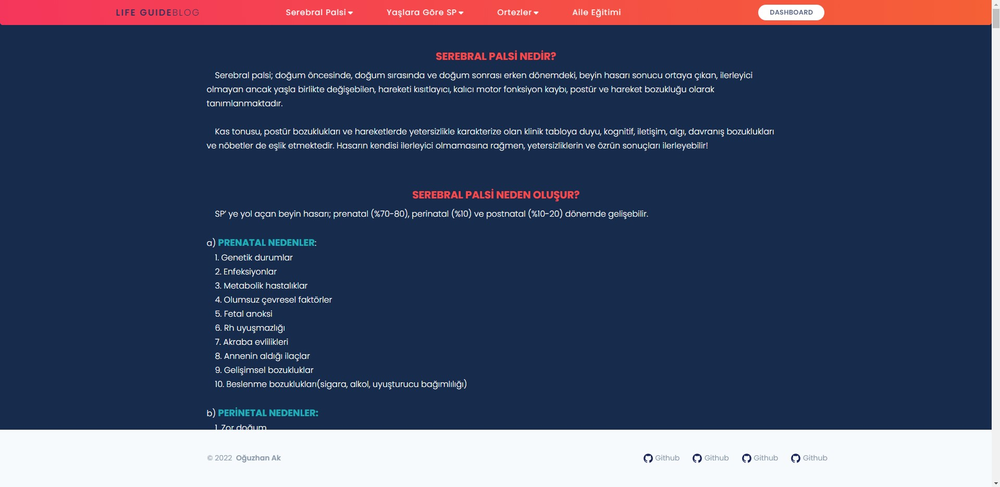 LIFE GUIDEBLOG
Serebral Palsi
Yaşlara Göre SP
Ortezler
Aile Eğitimi
DASHBOARD
SEREBRAL PALSİ NEDİR?
Serebral palsi; doğum öncesinde, doğum sırasında ve doğum sonrası erken dönemdeki, beyin hasarı sonucu ortaya çıkan, ilerleyici
olmayan ancak yaşla birlikte değişebilen, hareketi kısıtlayıcı, kalıcı motor fonksiyon kaybı, postür ve hareket bozukluğu olarak
tanımlanmaktadır.
Kas tonusu, postür bozuklukları ve hareketlerde yetersizlikle karakterize olan klinik tabloya duyu, kognitif, iletişim, algı, davranış bozuklukları
ve nöbetler de eşlik etmektedir. Hasarın kendisi ilerleyici olmamasına rağmen, yetersizliklerin ve özrün sonuçları ilerleyebilir!
SEREBRAL PALSİ NEDEN OLUŞUR?
SP' ye yol açan beyin hasarı; prenatal (%70-80), perinatal (%10) ve postnatal (%10-20) dönemde gelişebilir.
a) PRENATAL NEDENLER:
1. Genetik durumlar
2. Enfeksiyonlar
3. Metabolik hastalıklar
4. Olumsuz çevresel faktörler
5. Fetal anoksi
6. Rh uyuşmazlığı
7. Akraba evlilikleri
8. Annenin aldığı ilaçlar
9. Gelişimsel bozukluklar
10. Beslenme bozuklukları(sigara, alkol, uyuşturucu bağımlılığı)
b) PERİNETAL NEDENLER:
1. Zor doğum
© 2022 Oğuzhan Ak
Github
Github
Github
Github